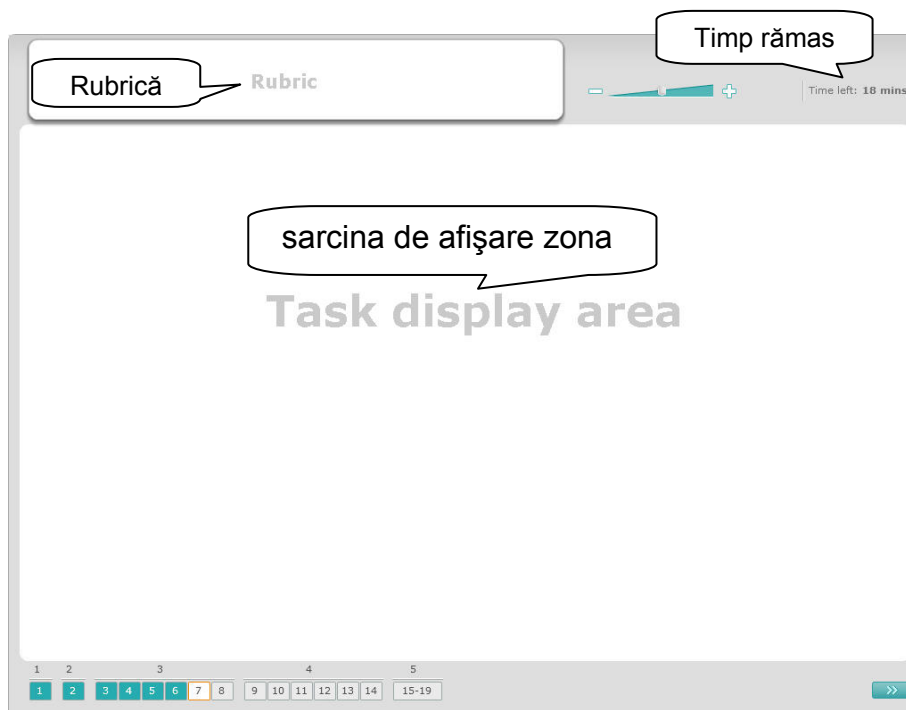 Timp rămas
Rubrică
Rubric
Time left: 18 mins
sarcina de afişare zona
Task display area
1 2 3 4 5
1 2 3 4 5 6 7 8 9 10 11 12 13 14 15-19